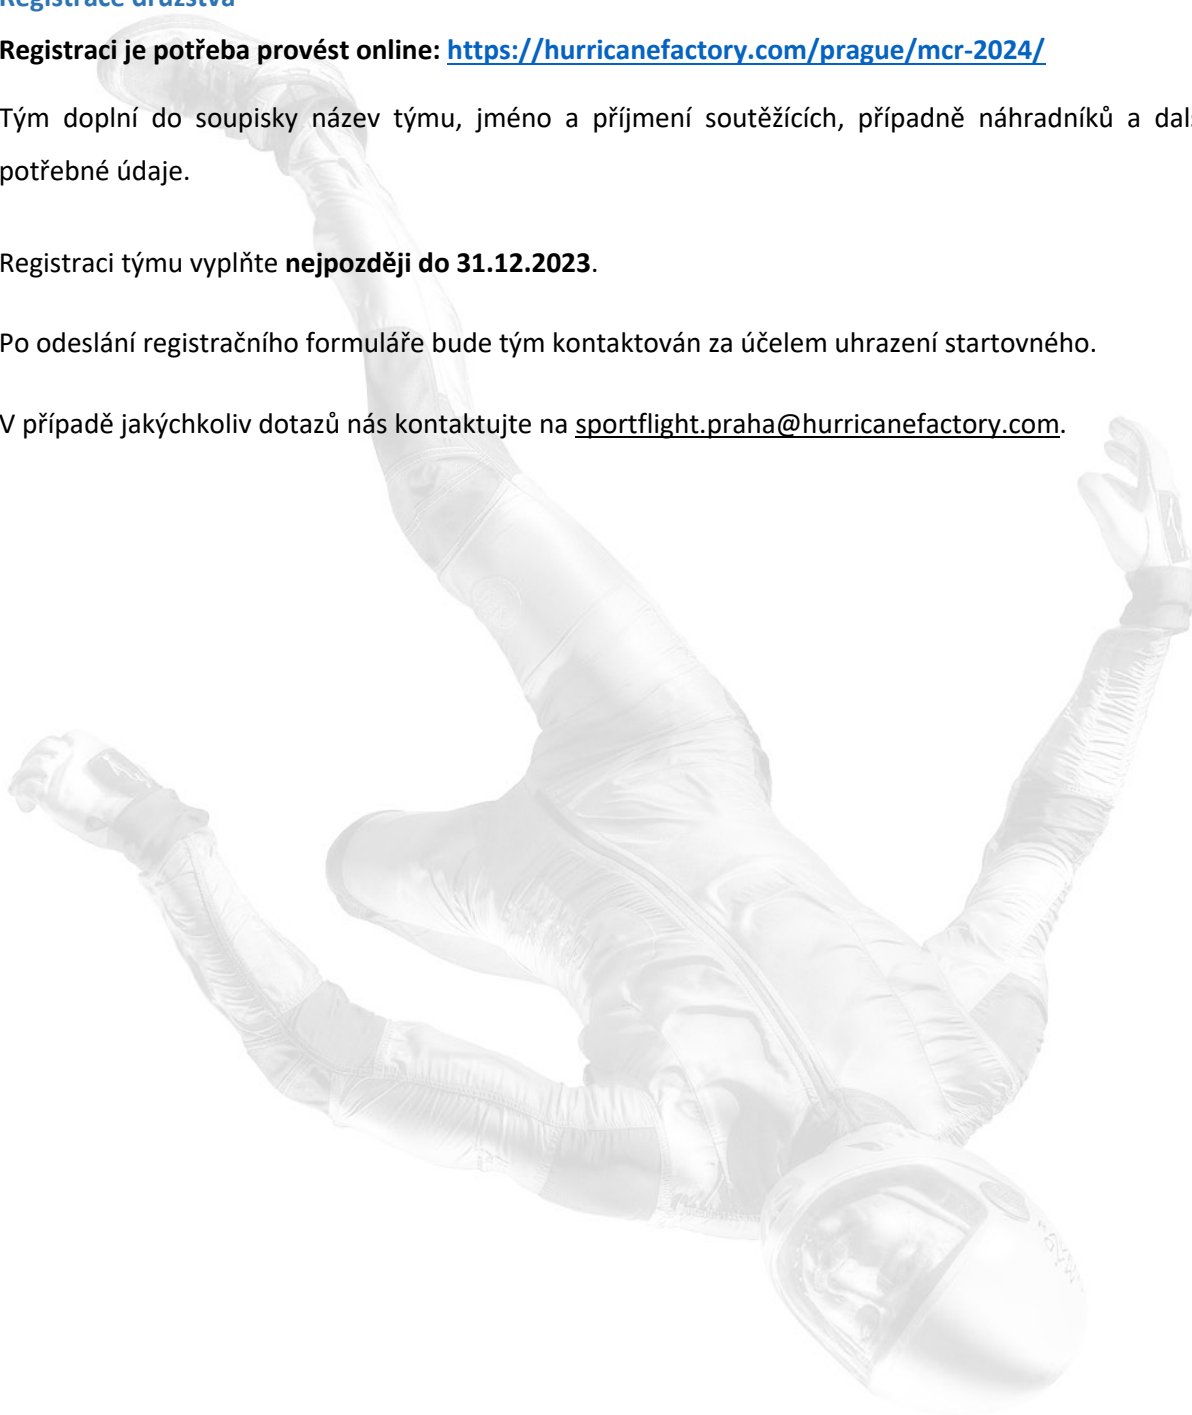 Registrace družstva
Registraci je potřeba provést online: https://hurricanefactory.com/prague/mcr-2024/
Tým doplní do soupisky název týmu, jméno a příjmení soutěžících, případně náhradníků a
potřebné údaje.
Registraci týmu vyplňte nejpozději do 31.12.2023.
Po odeslání registračního formuláře bude tým kontaktován za účelem uhrazení startovného.
V případě jakýchkoliv dotazů nás kontaktujte na sportflight.praha@hurricanefactory.com.